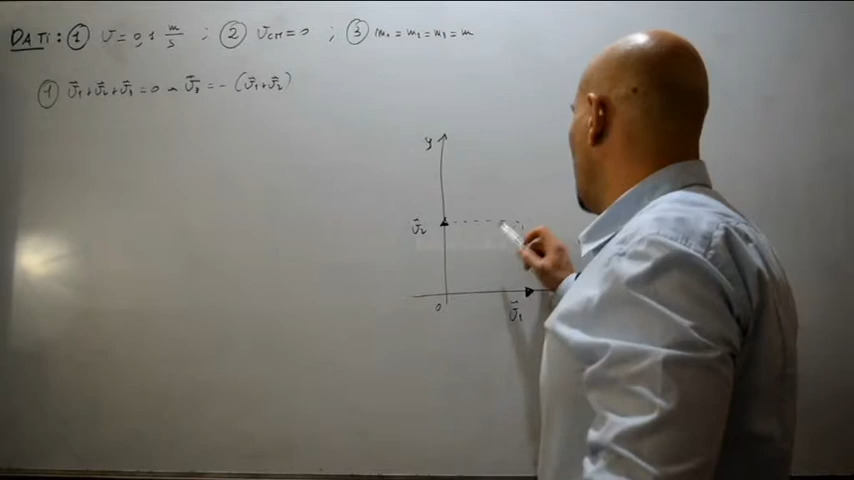 DATI: ① v = 0,1 m/s ; ② v_CM = 0 ; ③ m₁ = m₂ = m₃ = m
① v⃗₁ + v⃗₂ + v⃗₃ = 0 → v⃗₃ = - (v⃗₁ + v⃗₂)
y
v⃗₂
0
v⃗₁